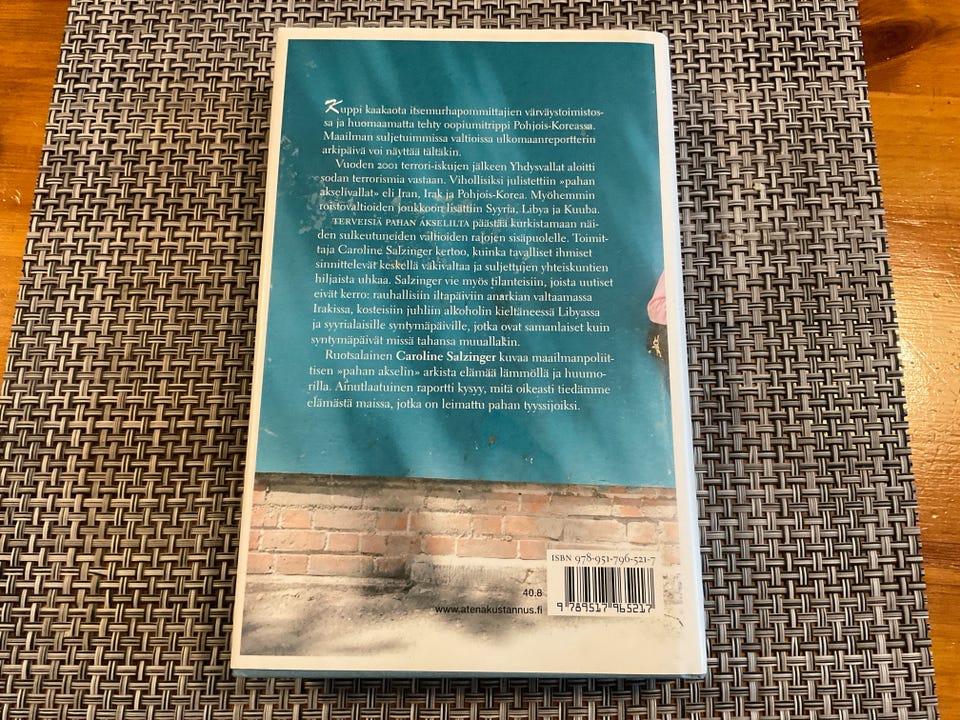 Kuppi kaakaota itsemurhapommittajien värväystoimistos-
sa ja huomaamatta tehty oopiumitrippi Pohjois-Koreassa.
Maailman suljetuimmissa valtioissa ulkomaanreportterin
arkipäivä voi näyttää tältäkin.
Vuoden 2001 terrori-iskujen jälkeen Yhdysvallat aloitti
sodan terrorismia vastaan. Vihollisiksi julistettiin »pahan
akselivallat» eli Iran, Irak ja Pohjois-Korea. Myöhemmin
roistovaltioiden joukkoon lisättiin Syyria, Libya ja Kuuba.
TERVEISIÄ PAHAN AKSELILTA päästää kurkistamaan näi-
den sulkeutuneiden valtioiden rajojen sisäpuolelle. Toimit-
taja Caroline Salzinger kertoo, kuinka tavalliset ihmiset
sinnittelevät keskellä väkivaltaa ja suljettujen yhteiskuntien
hiljaista uhkaa. Salzinger vie myös tilanteisiin, joista uutiset
eivät kerro: rauhallisiin iltapäiviin anarkian valtaamassa
Irakissa, kosteisiin juhliin alkoholin kieltäneessä Libyassa
ja syyrialaisille syntymäpäiville, jotka ovat samanlaiset kuin
syntymäpäivät missä tahansa muuallakin.
Ruotsalainen Caroline Salzinger kuvaa maailmanpoliit-
tisen »pahan akselin» arkista elämää lämmöllä ja huumo-
rilla. Ainutlaatuinen raportti kysyy, mitä oikeasti tiedämme
elämästä maissa, jotka on leimattu pahan tyyssijoiksi.
ISBN 978-951-796-521-7
40.8
www.atenakustannus.fi
9 789517 965217